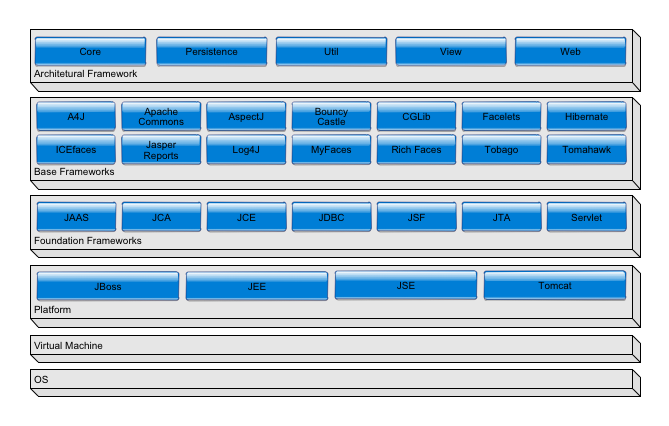 Core Persistence Util View Web
Architetural Framework
A4J Apache Commons AspectJ Bouncy Castle CGLib Facelets Hibernate
ICEfaces Jasper Reports Log4J MyFaces Rich Faces Tobago Tomahawk
Base Frameworks
JAAS JCA JCE JDBC JSF JTA Servlet
Foundation Frameworks
JBoss JEE JSE Tomcat
Platform
Virtual Machine
OS